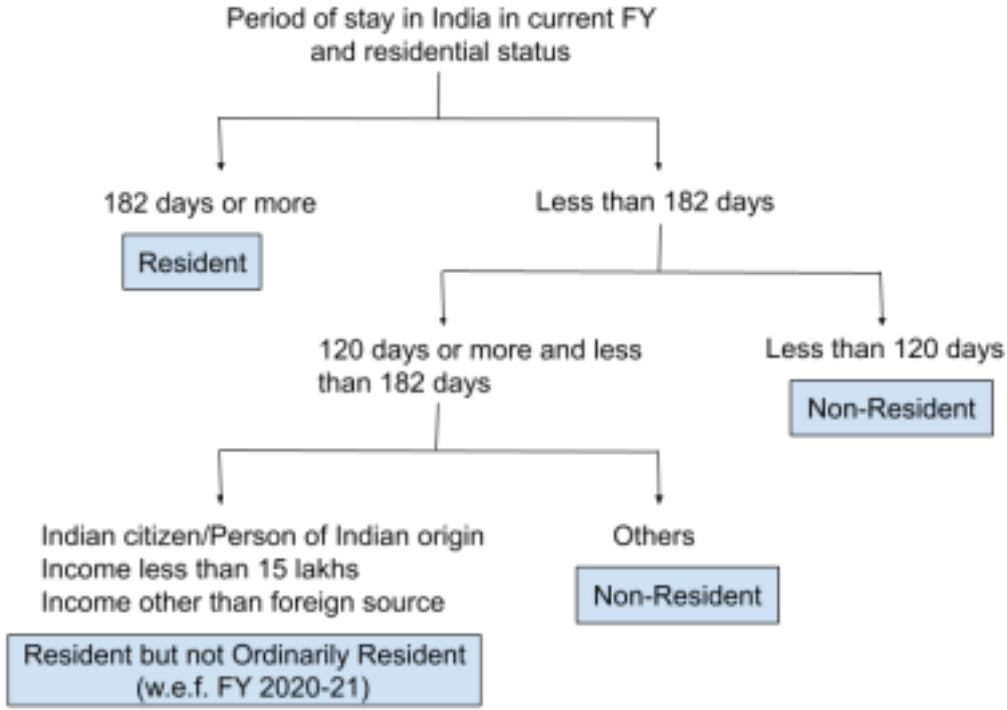 Period of stay in India in current FY
and residential status
182 days or more
Less than 182 days
Resident
120 days or more and less
than 182 days
Less than 120 days
Non-Resident
Indian citizen/Person of Indian origin
Income less than 15 lakhs
Income other than foreign source
Others
Non-Resident
Resident but not Ordinarily Resident
(w.e.f. FY 2020-21)